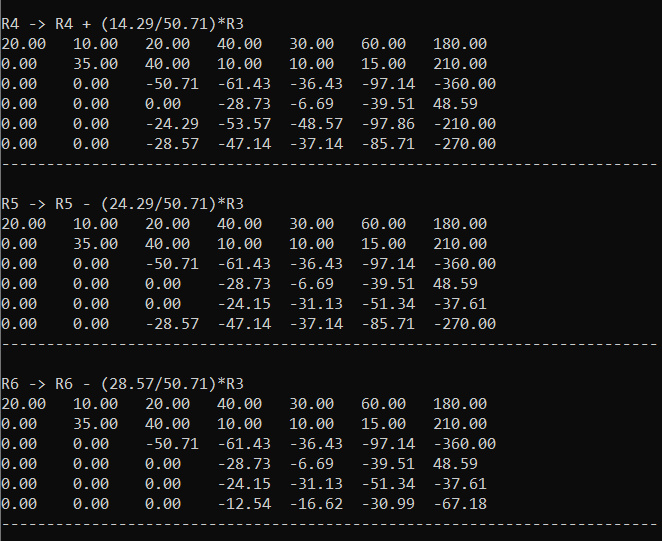 R4 -> R4 + (14.29/50.71)*R3
20.00 10.00 20.00 40.00 30.00 60.00 180.00
0.00 35.00 40.00 10.00 10.00 15.00 210.00
0.00 0.00 -50.71 -61.43 -36.43 -97.14 -360.00
0.00 0.00 0.00 -28.73 -6.69 -39.51 48.59
0.00 0.00 -24.29 -53.57 -48.57 -97.86 -210.00
0.00 0.00 -28.57 -47.14 -37.14 -85.71 -270.00
-------------------------------------------------------------------------
R5 -> R5 - (24.29/50.71)*R3
20.00 10.00 20.00 40.00 30.00 60.00 180.00
0.00 35.00 40.00 10.00 10.00 15.00 210.00
0.00 0.00 -50.71 -61.43 -36.43 -97.14 -360.00
0.00 0.00 0.00 -28.73 -6.69 -39.51 48.59
0.00 0.00 0.00 -24.15 -31.13 -51.34 -37.61
0.00 0.00 -28.57 -47.14 -37.14 -85.71 -270.00
-------------------------------------------------------------------------
R6 -> R6 - (28.57/50.71)*R3
20.00 10.00 20.00 40.00 30.00 60.00 180.00
0.00 35.00 40.00 10.00 10.00 15.00 210.00
0.00 0.00 -50.71 -61.43 -36.43 -97.14 -360.00
0.00 0.00 0.00 -28.73 -6.69 -39.51 48.59
0.00 0.00 0.00 -24.15 -31.13 -51.34 -37.61
0.00 0.00 0.00 -12.54 -16.62 -30.99 -67.18
-------------------------------------------------------------------------